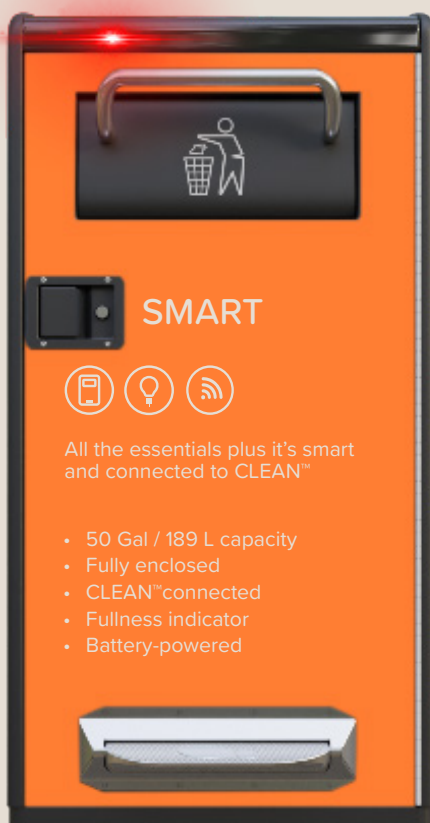 SMART
All the essentials plus it's smart
and connected to CLEAN™
• 50 Gal / 189 L capacity
• Fully enclosed
• CLEAN™connected
• Fullness indicator
• Battery-powered